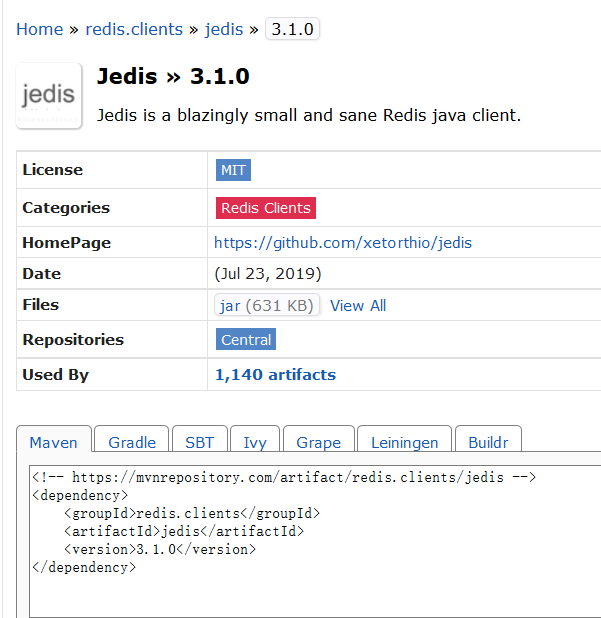 Home » redis.clients » jedis » 3.1.0
jedis
Jedis » 3.1.0
Jedis is a blazingly small and sane Redis java client.
License MIT
Categories Redis Clients
HomePage https://github.com/xetorthio/jedis
Date (Jul 23, 2019)
Files jar (631 KB) View All
Repositories Central
Used By 1,140 artifacts
Maven Gradle SBT Ivy Grape Leiningen Buildr
<!-- https://mvnrepository.com/artifact/redis.clients/jedis -->
<dependency>
    <groupId>redis.clients</groupId>
    <artifactId>jedis</artifactId>
    <version>3.1.0</version>
</dependency>